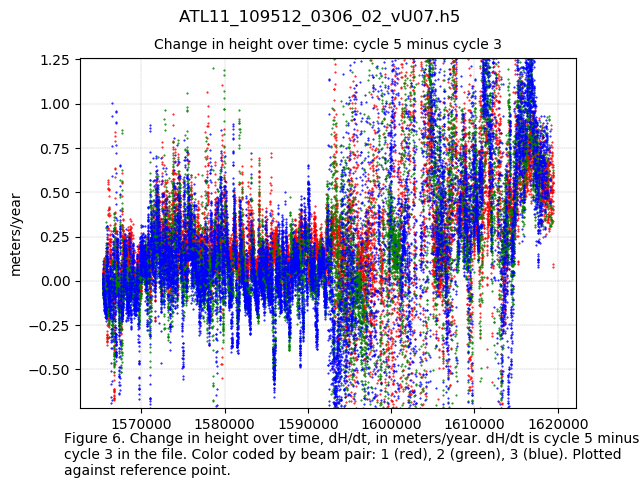 ATL11_109512_0306_02_vU07.h5
Change in height over time: cycle 5 minus cycle 3
1.25
1.00
0.75
0.50
0.25
0.00
−0.25
−0.50
meters/year
1570000 1580000 1590000 1600000 1610000 1620000
Figure 6. Change in height over time, dH/dt, in meters/year. dH/dt is cycle 5 minus
cycle 3 in the file. Color coded by beam pair: 1 (red), 2 (green), 3 (blue). Plotted
against reference point.